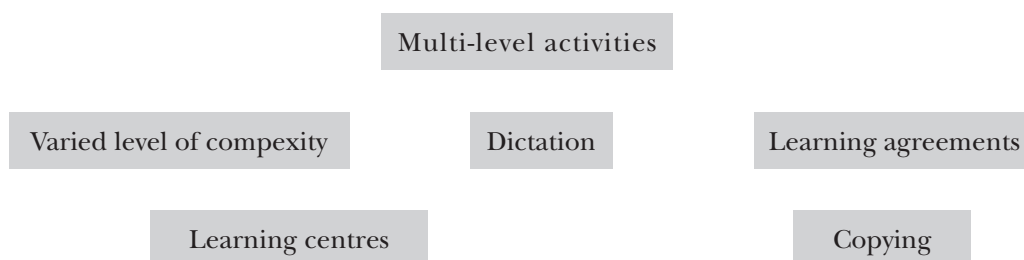 Multi-level activities
Varied level of compexity
Dictation
Learning agreements
Learning centres
Copying